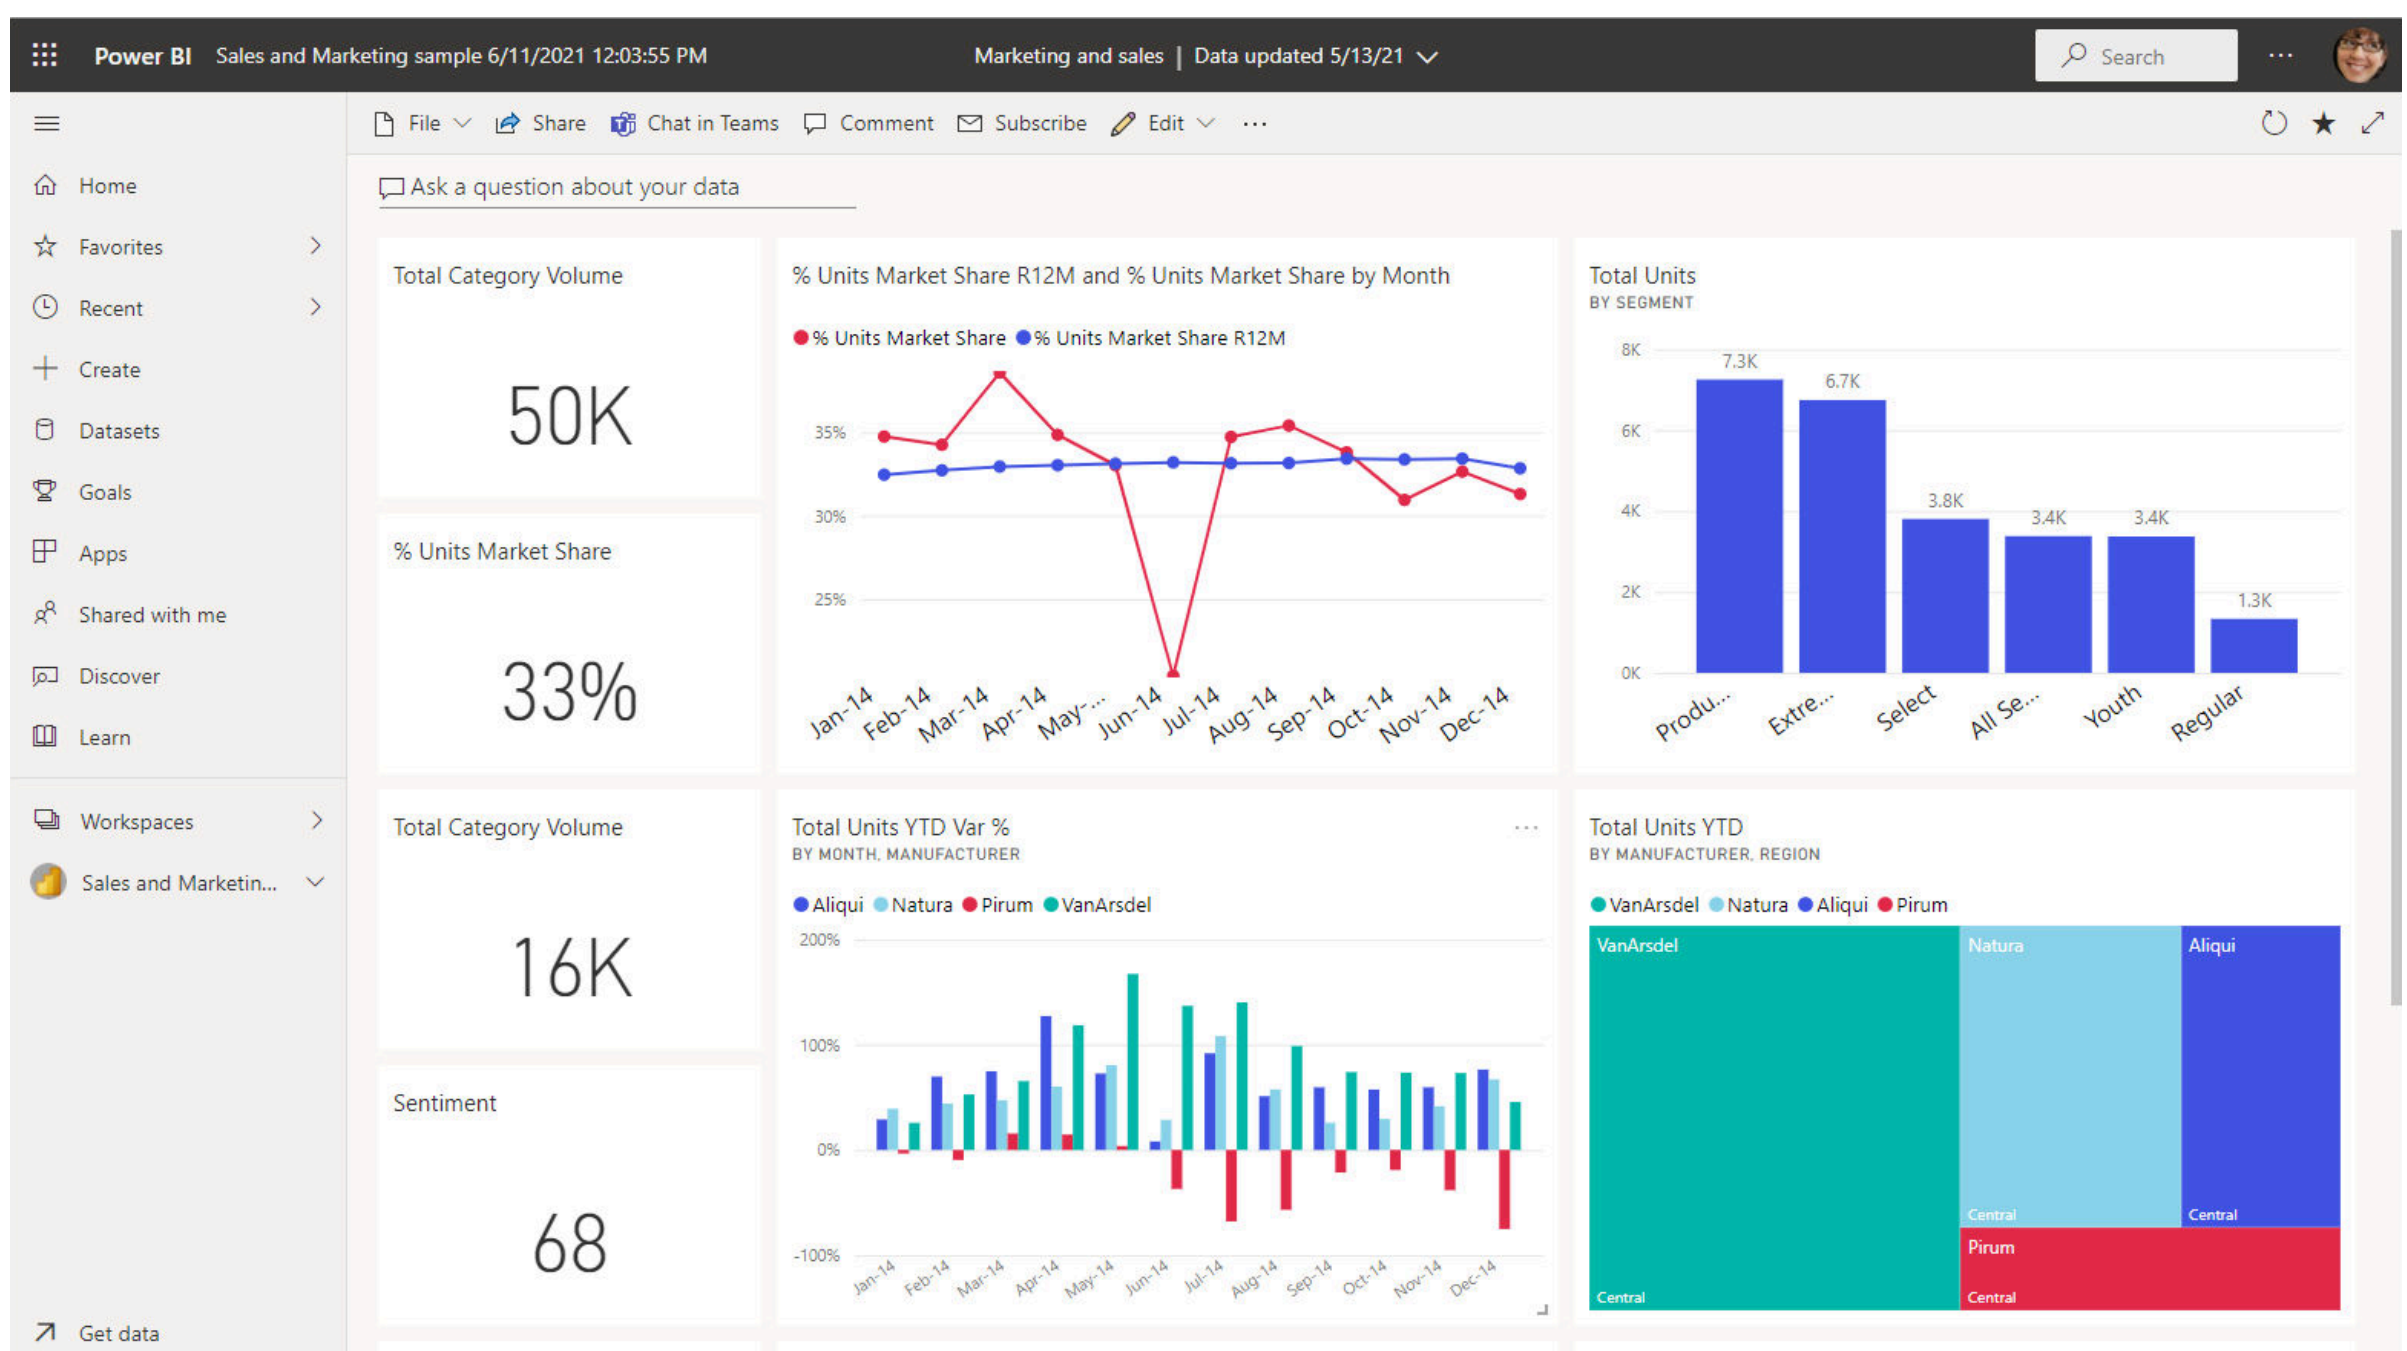 Power BI Sales and Marketing sample 6/11/2021 12:03:55 PM
Marketing and sales | Data updated 5/13/21
Search
File Share Chat in Teams Comment Subscribe Edit
Home
Favorites
Recent
Create
Datasets
Goals
Apps
Shared with me
Discover
Learn
Workspaces
Sales and Marketin...
Get data
Ask a question about your data
Total Category Volume
50K
% Units Market Share
33%
Total Category Volume
16K
Sentiment
68
% Units Market Share R12M and % Units Market Share by Month
% Units Market Share % Units Market Share R12M
35%
30%
25%
Jan-14 Feb-14 Mar-14 Apr-14 May-... Jun-14 Jul-14 Aug-14 Sep-14 Oct-14 Nov-14 Dec-14
Total Units
BY SEGMENT
8K
6K
4K
2K
0K
7.3K 6.7K 3.8K 3.4K 3.4K 1.3K
Produ... Extre... Select All Se... Youth Regular
Total Units YTD Var %
BY MONTH, MANUFACTURER
Aliqui Natura Pirum VanArsdel
200%
100%
0%
-100%
Jan-14 Feb-14 Mar-14 Apr-14 May-14 Jun-14 Jul-14 Aug-14 Sep-14 Oct-14 Nov-14 Dec-14
Total Units YTD
BY MANUFACTURER, REGION
VanArsdel Natura Aliqui Pirum
VanArsdel
Central
Natura
Central
Aliqui
Central
Pirum
Central